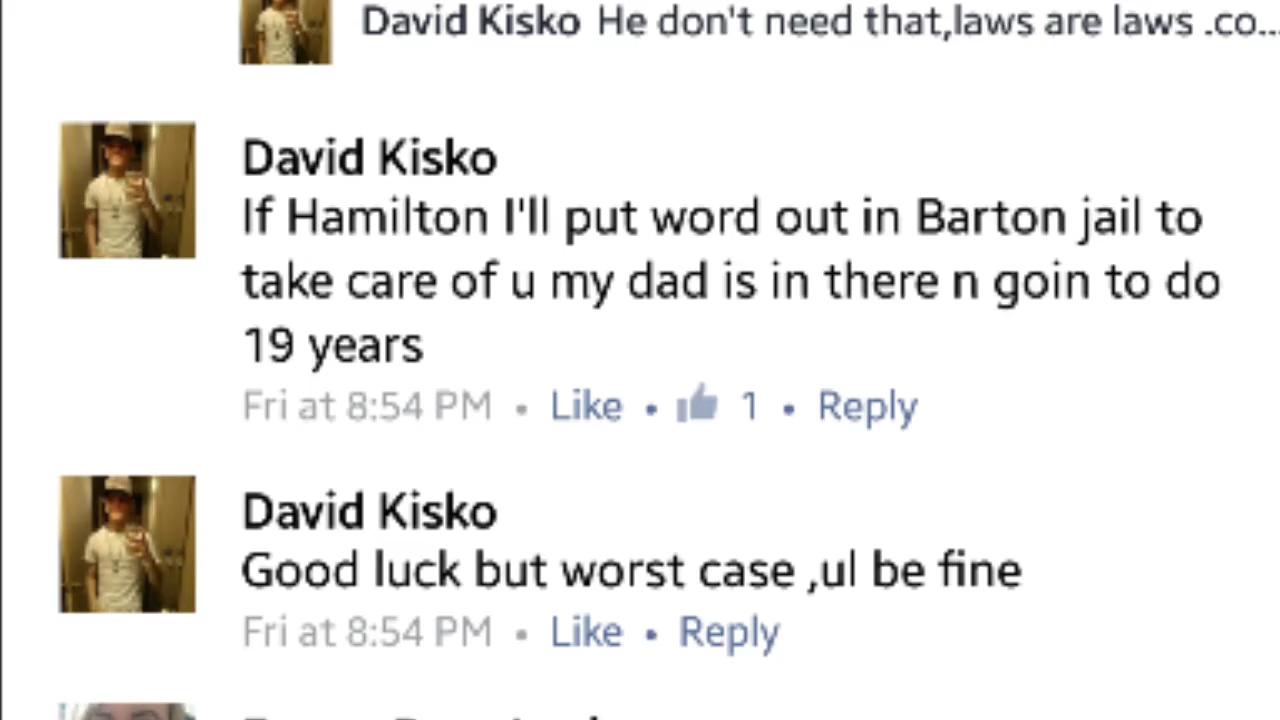 David Kisko He don't need that,laws are laws .co...
David Kisko
If Hamilton I'll put word out in Barton jail to
take care of u my dad is in there n goin to do
19 years
Fri at 8:54 PM • Like • 1 • Reply
David Kisko
Good luck but worst case ,ul be fine
Fri at 8:54 PM • Like • Reply